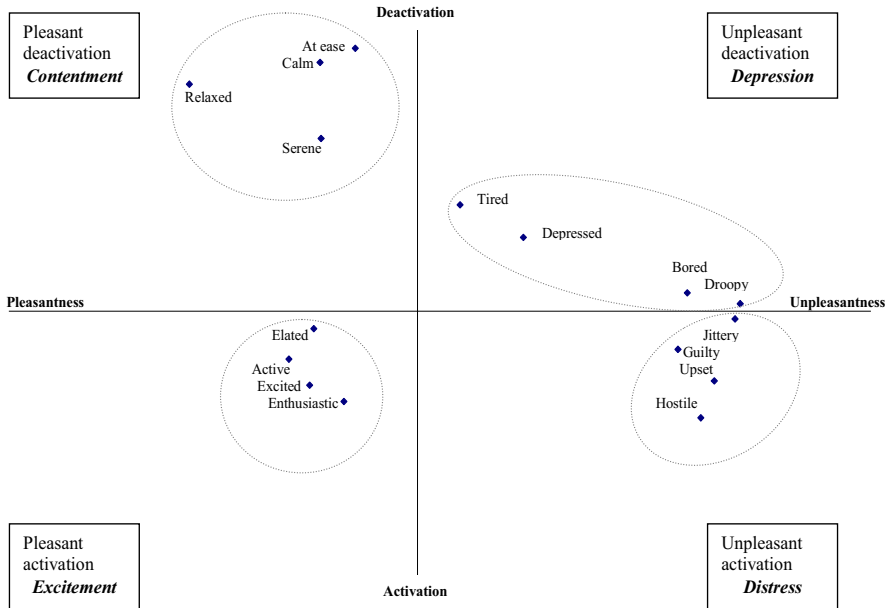 Pleasant
deactivation
Contentment
Deactivation
Unpleasant
deactivation
Depression
At ease
Calm
Relaxed
Serene
Tired
Depressed
Bored
Droopy
Pleasantness
Unpleasantness
Elated
Active
Excited
Enthusiastic
Jittery
Guilty
Upset
Hostile
Pleasant
activation
Excitement
Activation
Unpleasant
activation
Distress